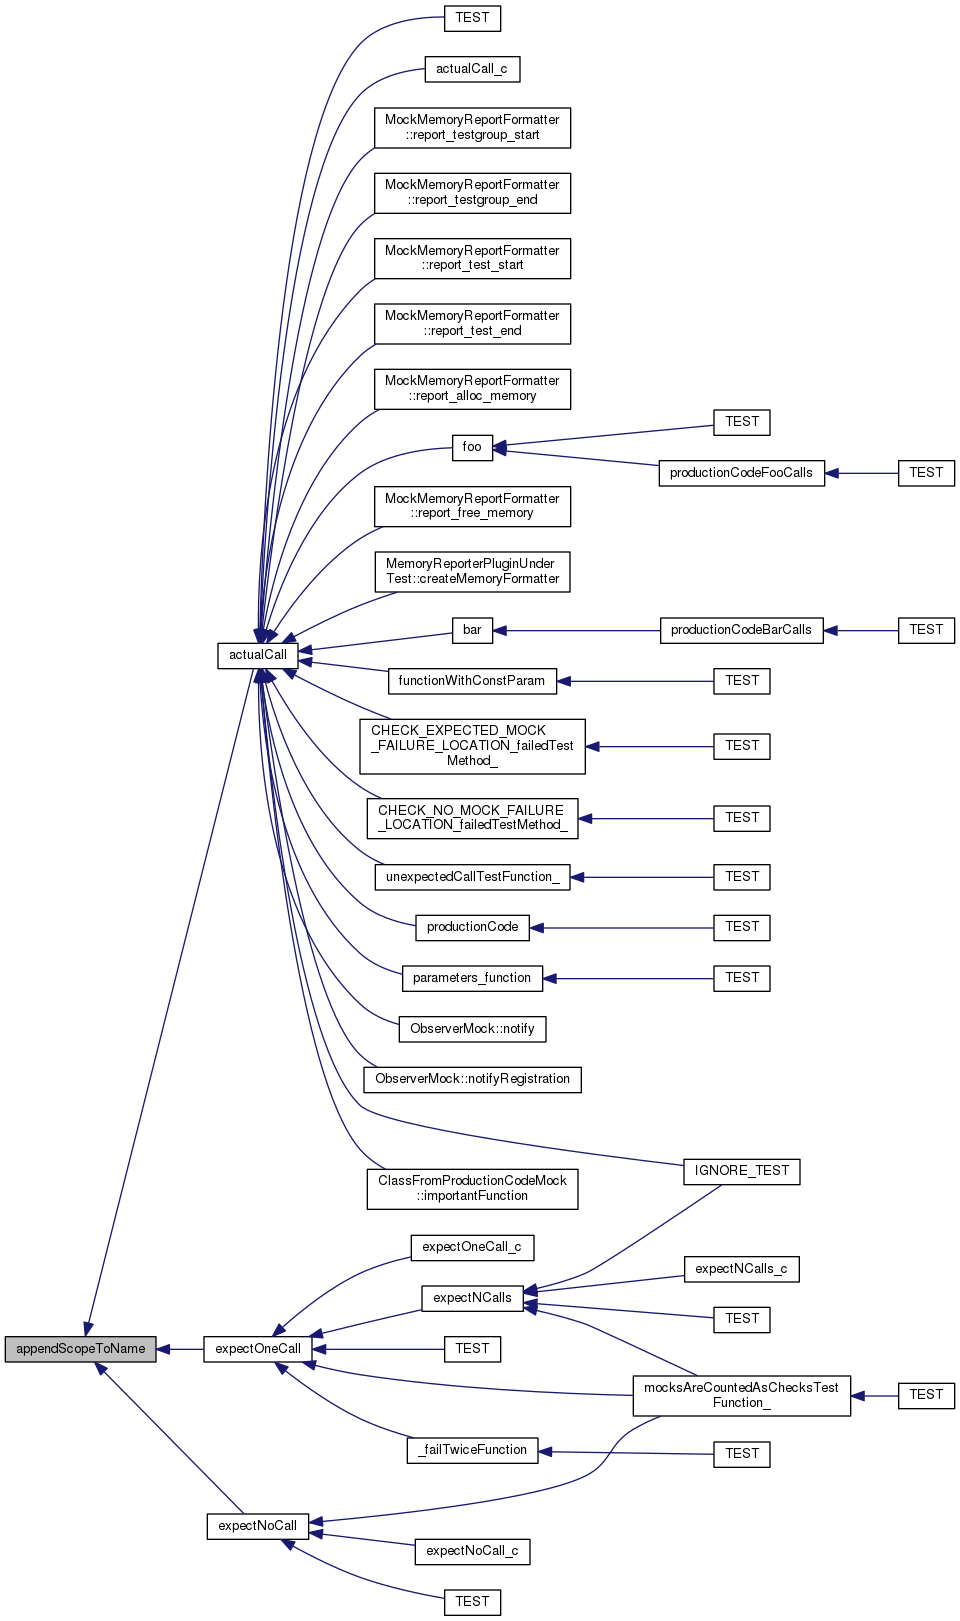 TEST
actualCall_c
MockMemoryReportFormatter
::report_testgroup_start
MockMemoryReportFormatter
::report_testgroup_end
MockMemoryReportFormatter
::report_test_start
MockMemoryReportFormatter
::report_test_end
MockMemoryReportFormatter
::report_alloc_memory
foo
TEST
productionCodeFooCalls
TEST
MockMemoryReportFormatter
::report_free_memory
MemoryReporterPluginUnder
Test::createMemoryFormatter
bar
productionCodeBarCalls
TEST
actualCall
functionWithConstParam
TEST
CHECK_EXPECTED_MOCK
_FAILURE_LOCATION_failedTest
Method_
TEST
CHECK_NO_MOCK_FAILURE
_LOCATION_failedTestMethod_
TEST
unexpectedCallTestFunction_
TEST
productionCode
TEST
parameters_function
TEST
ObserverMock::notify
ObserverMock::notifyRegistration
IGNORE_TEST
ClassFromProductionCodeMock
::importantFunction
expectOneCall_c
expectNCalls_c
expectNCalls
TEST
appendScopeToName
expectOneCall
TEST
mocksAreCountedAsChecksTest
Function_
TEST
_failTwiceFunction
TEST
expectNoCall
expectNoCall_c
TEST